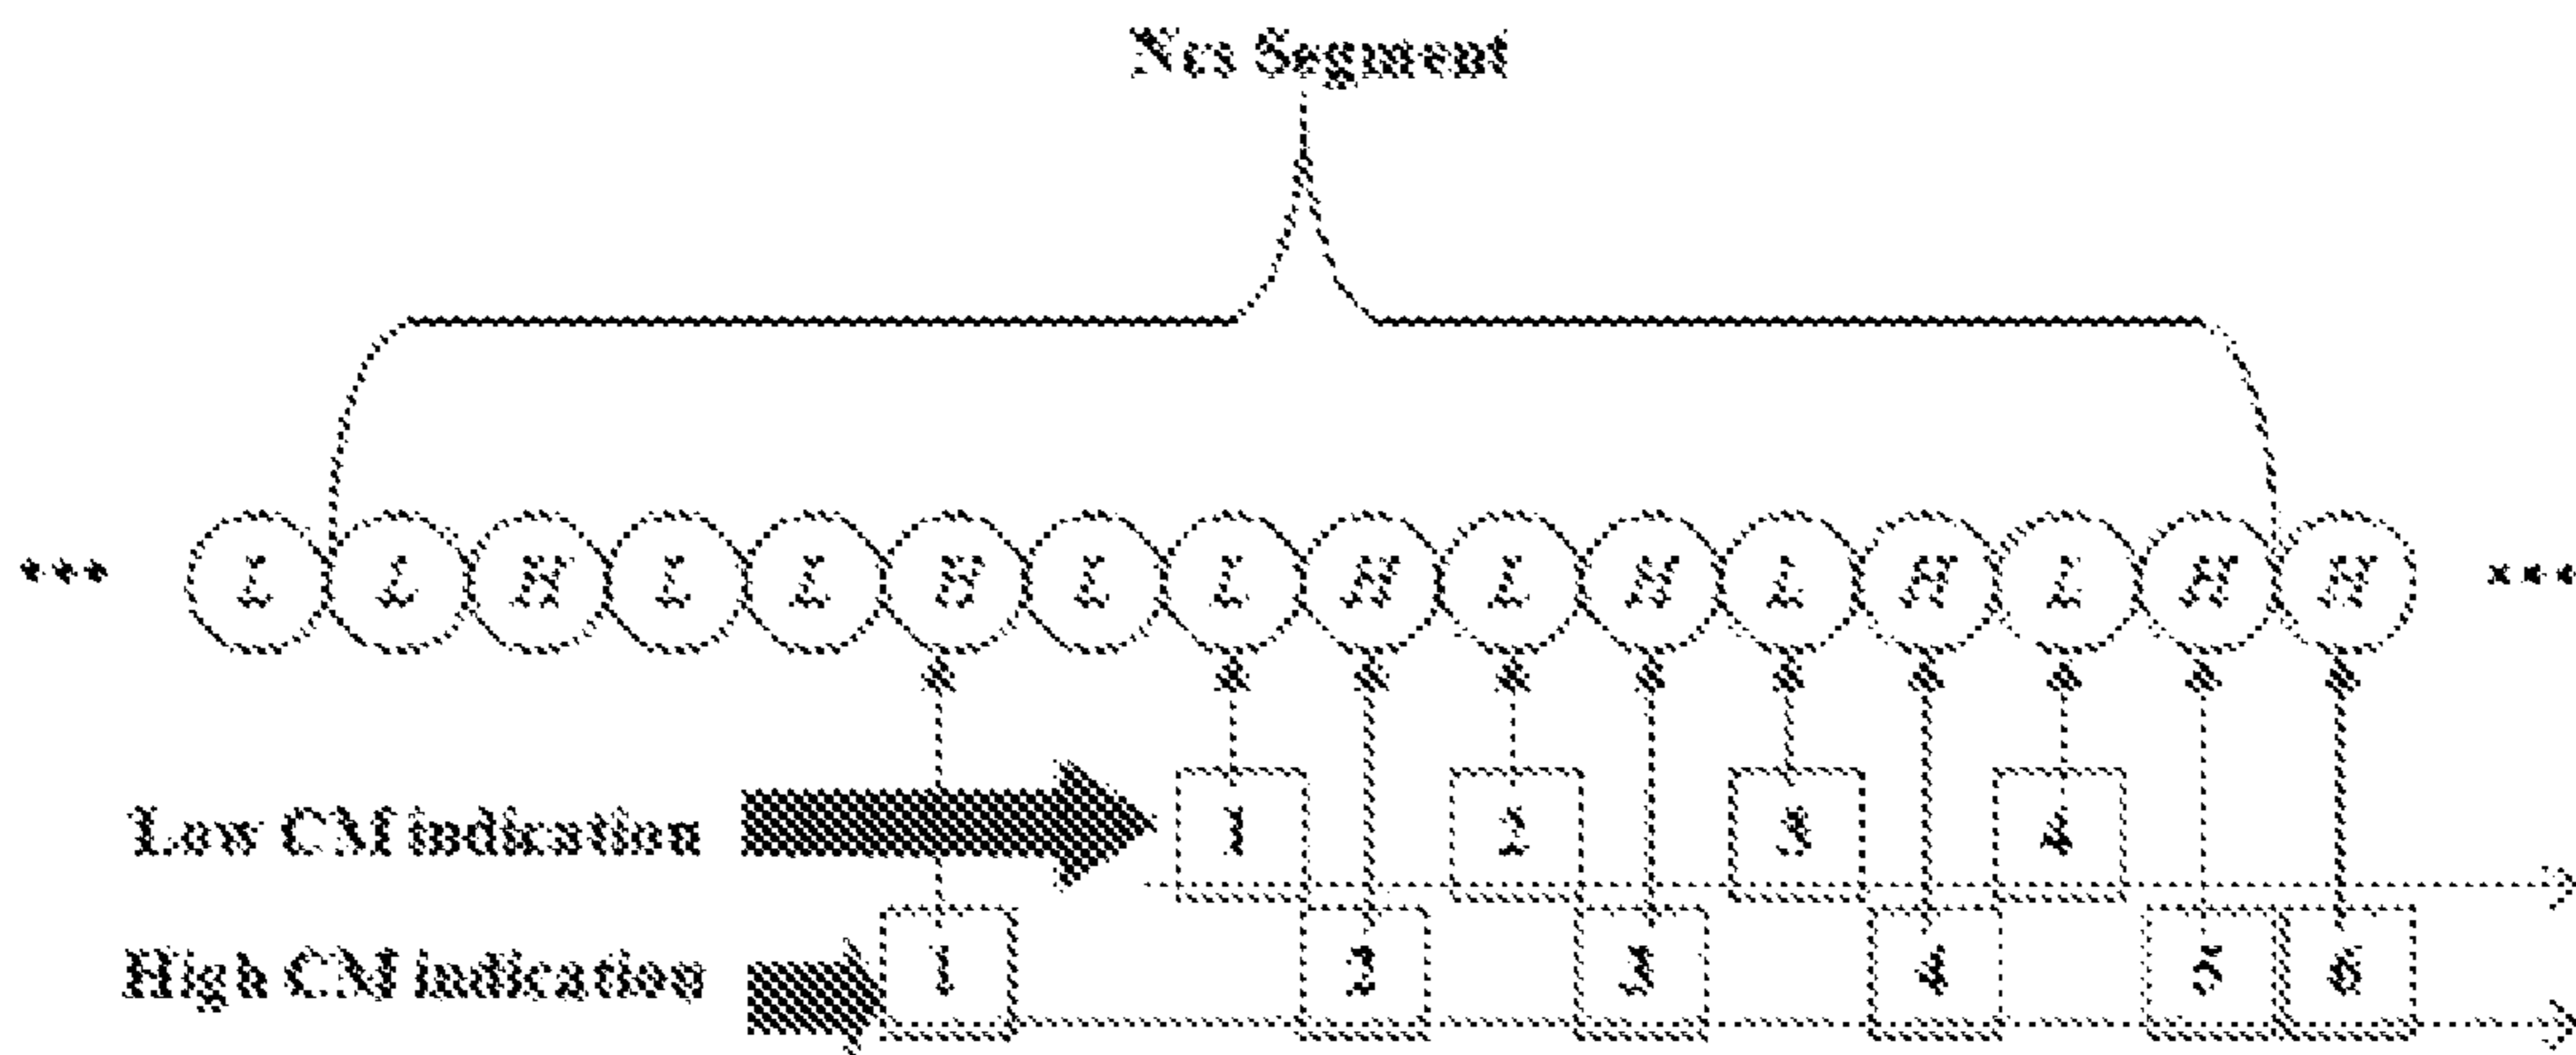 Ncs Segment
••• L L H L L H L L H L H L H L H H •••
Low CM indication 1 2 3 4
High CM indication 1 2 3 4 5 6